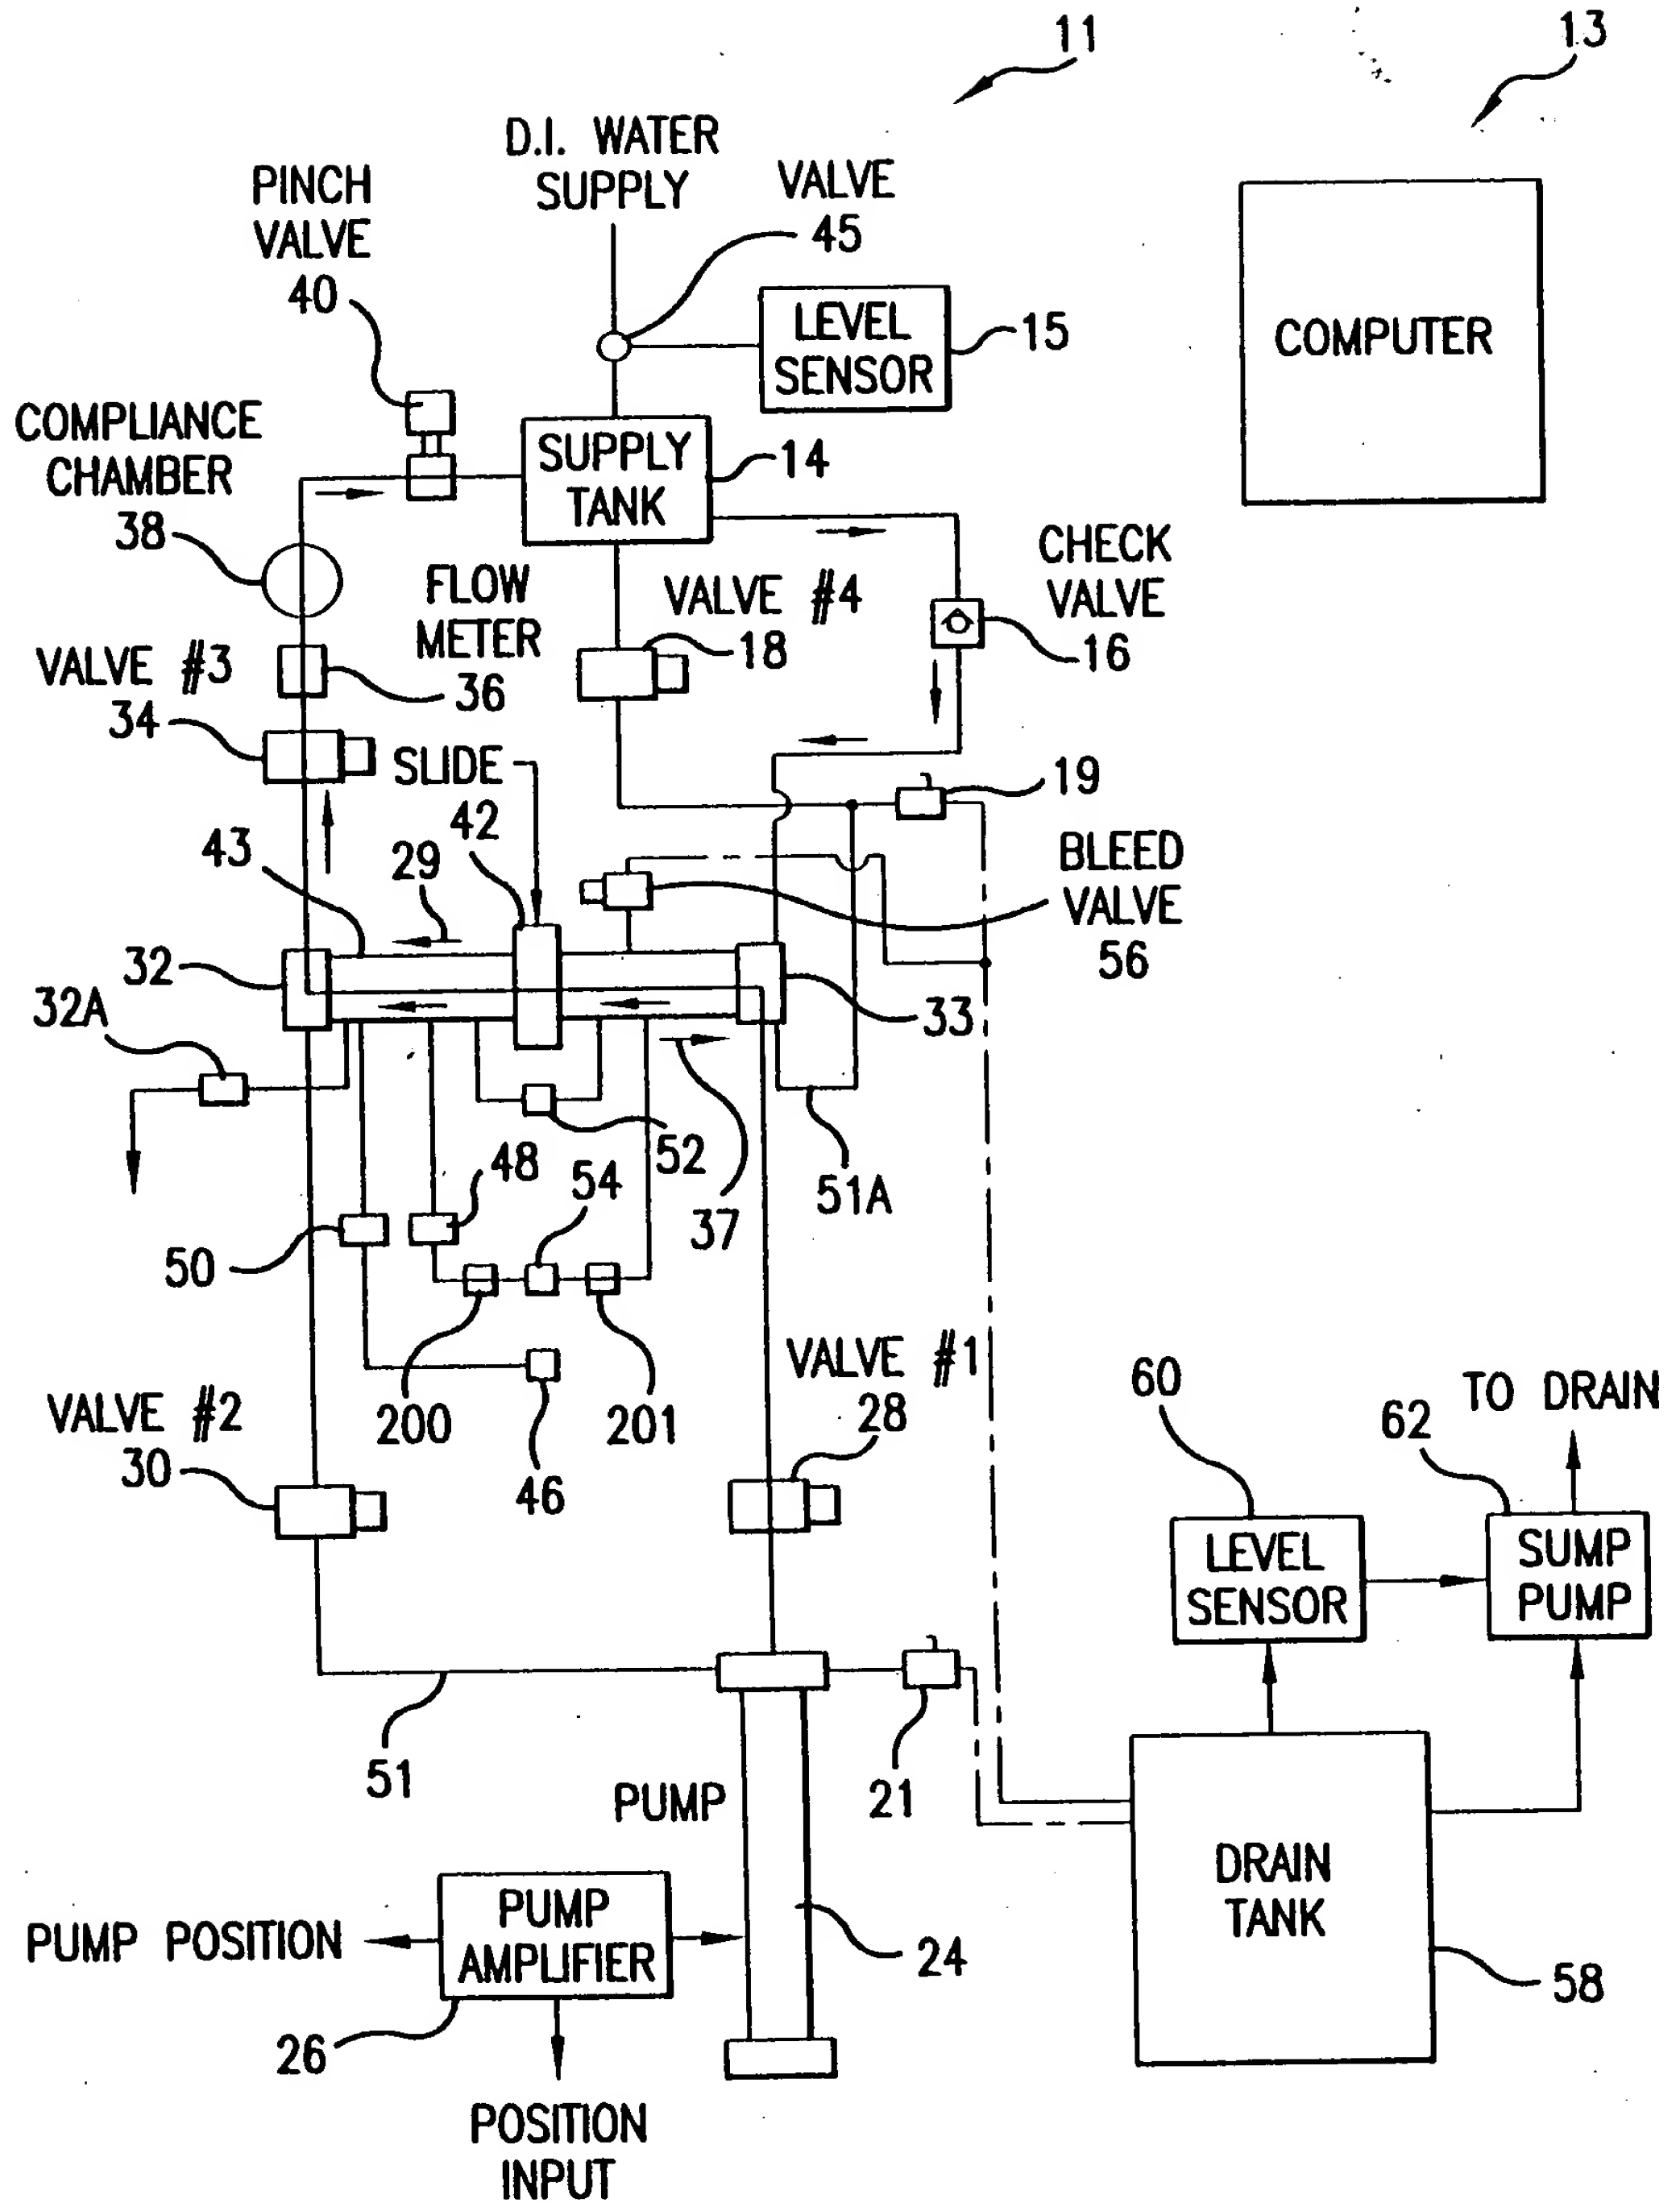 11
13
D.I. WATER
SUPPLY
VALVE
45
PINCH
VALVE
40
LEVEL
SENSOR
15
COMPUTER
COMPLIANCE
CHAMBER
38
SUPPLY
TANK
14
CHECK
VALVE
16
FLOW
METER
36
VALVE #4
18
VALVE #3
34
SLIDE
42
19
43
29
BLEED
VALVE
56
32
33
32A
52
48
54
37
51A
50
200
201
46
VALVE #1
28
VALVE #2
30
60
62
TO DRAIN
LEVEL
SENSOR
SUMP
PUMP
51
PUMP
21
DRAIN
TANK
58
PUMP POSITION
PUMP
AMPLIFIER
24
26
POSITION
INPUT